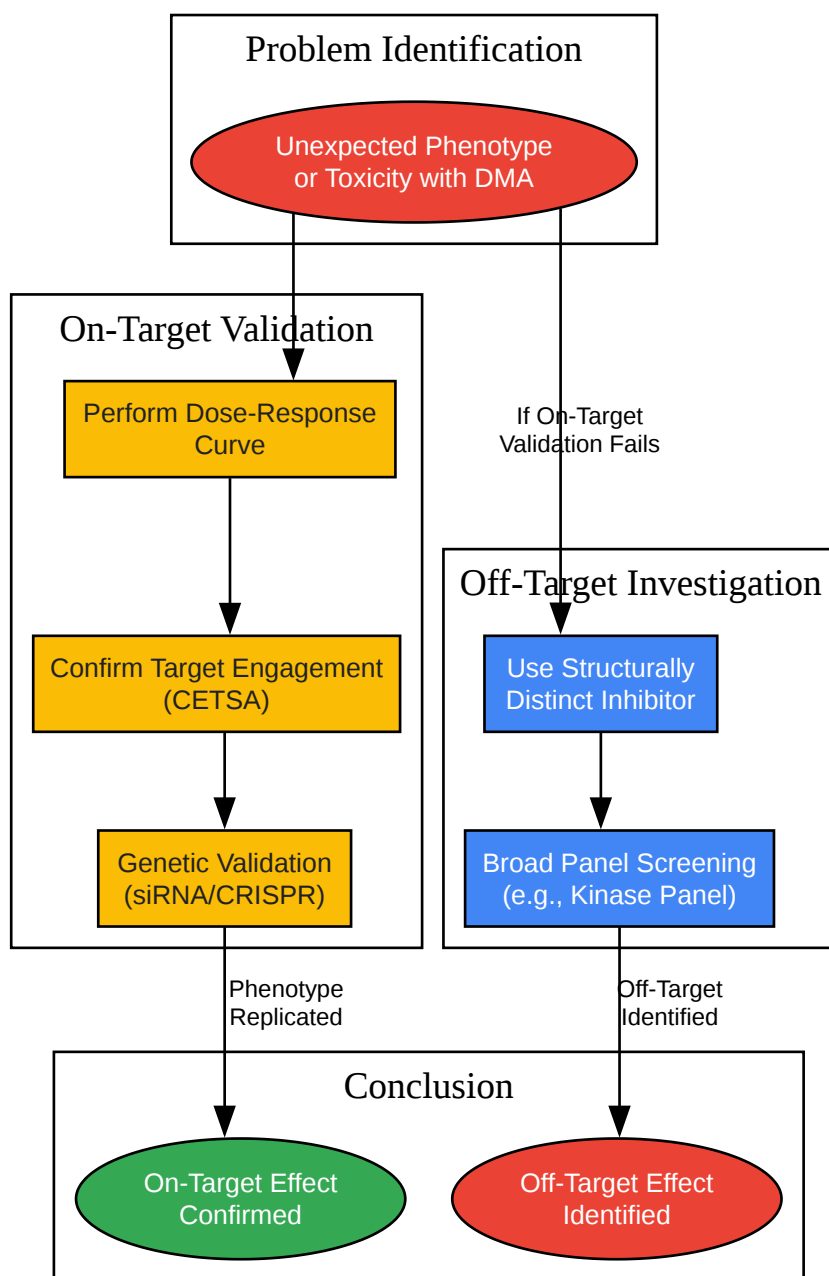 Problem Identification
Unexpected Phenotype
or Toxicity with DMA
On-Target Validation
Perform Dose-Response
Curve
If On-Target
Validation Fails
Off-Target Investigation
Confirm Target Engagement
(CETSA)
Use Structurally
Distinct Inhibitor
Genetic Validation
(siRNA/CRISPR)
Broad Panel Screening
(e.g., Kinase Panel)
Phenotype
Replicated
Off-Target
Identified
Conclusion
On-Target Effect
Confirmed
Off-Target Effect
Identified